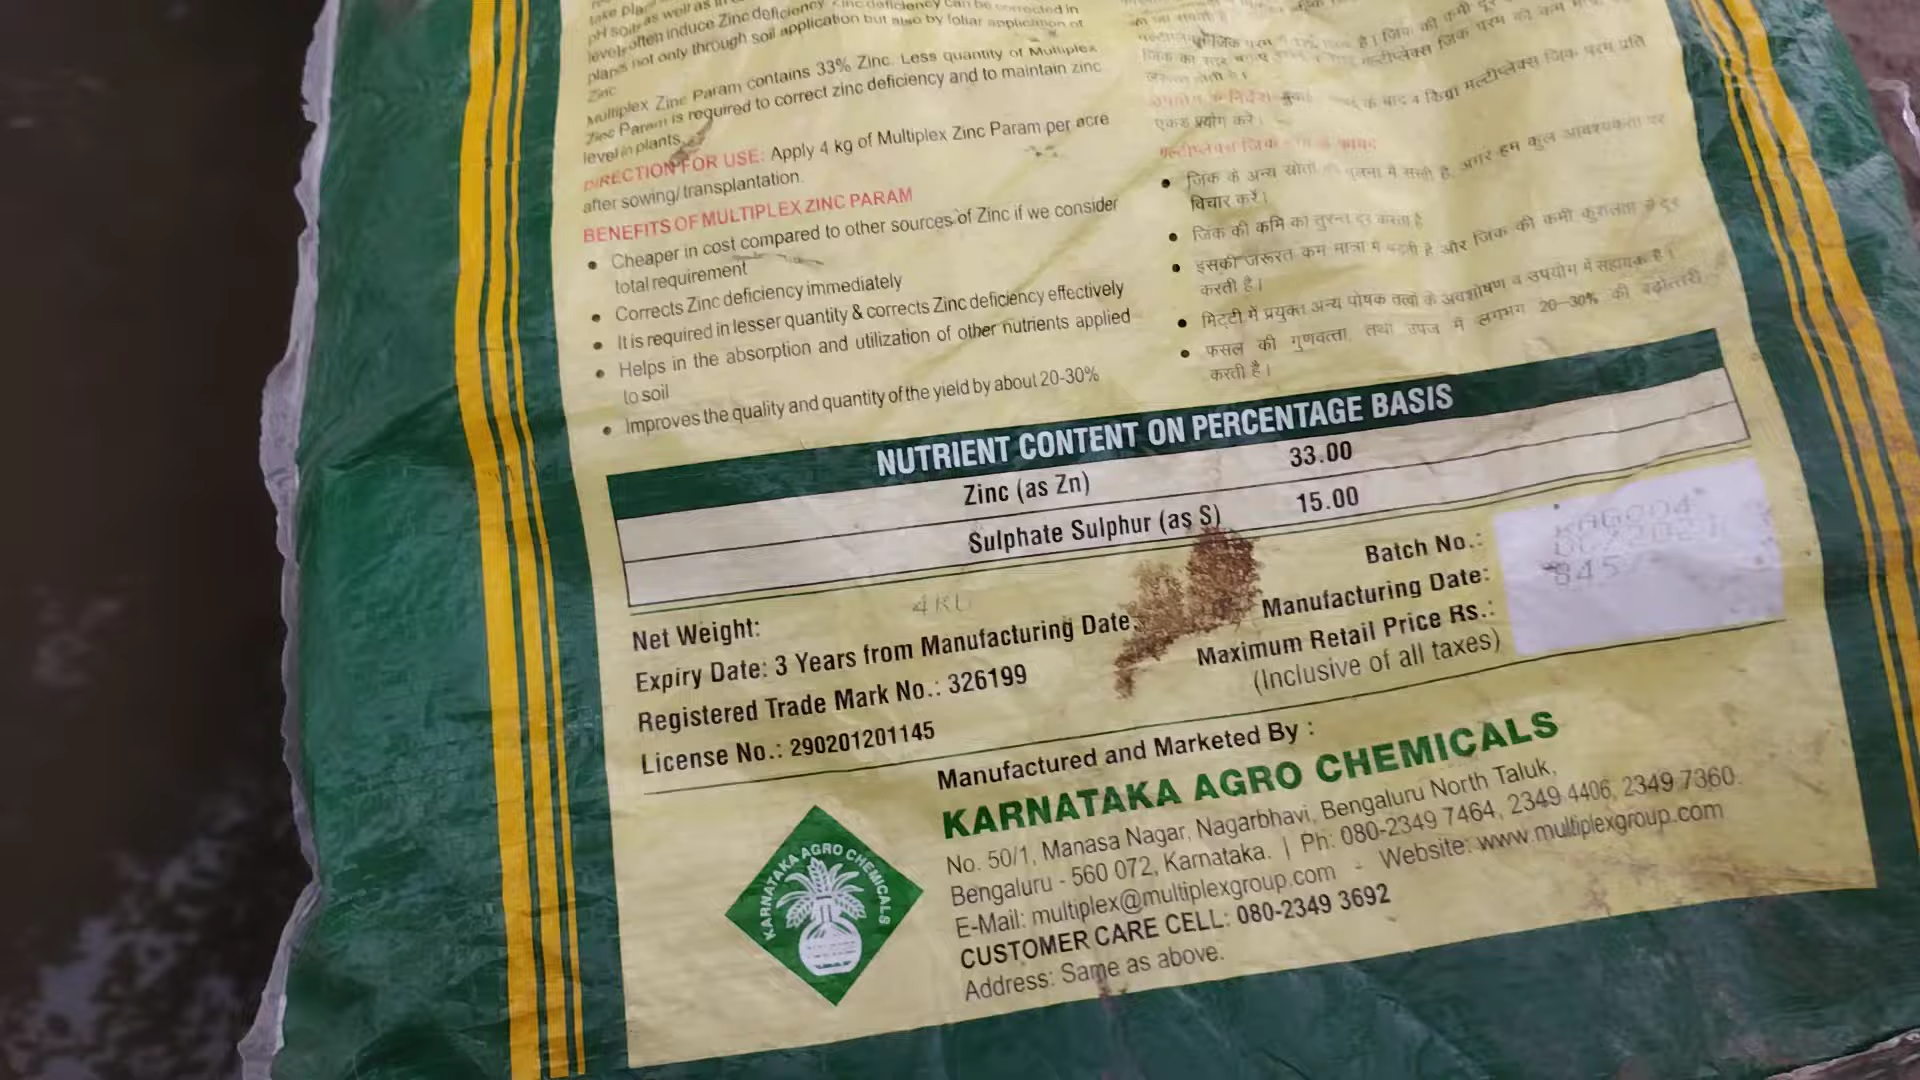 pH soils as well as in
levels often induce Zinc deficiency. Zinc deficiency can be corrected in
plants not only through soil application but also by foliar application of
Zinc.
Multiplex Zinc Param contains 33% Zinc. Less quantity of Multiplex
Zinc Param is required to correct zinc deficiency and to maintain zinc
level in plants.
DIRECTION FOR USE: Apply 4 kg of Multiplex Zinc Param per acre
after sowing/transplantation.
BENEFITS OF MULTIPLEX ZINC PARAM
• Cheaper in cost compared to other sources of Zinc if we consider
total requirement
• Corrects Zinc deficiency immediately
• It is required in lesser quantity & corrects Zinc deficiency effectively
• Helps in the absorption and utilization of other nutrients applied
to soil
• Improves the quality and quantity of the yield by about 20-30%
के बाद 4 किग्रा मल्टीप्लेक्स जिंक परम प्रति
एकड़ प्रयोग करें।
• जिंक के अन्य स्रोतों की तुलना में सस्ती है, अगर हम कुल आवश्यकता पर
विचार करें।
• जिंक की कमि को तुरन्त दूर करता है
• इसकी जरूरत कम मात्रा में पड़ती है और जिंक की कमी कुशलता से दूर
करती है।
• मिट्टी में प्रयुक्त अन्य पोषक तत्वों के अवशोषण व उपयोग में सहायक है।
• फसल की गुणवत्ता, तथा उपज में लगभग 20-30% की बढ़ोत्तरी
करती है।
NUTRIENT CONTENT ON PERCENTAGE BASIS
Zinc (as Zn) 33.00
Sulphate Sulphur (as S) 15.00
Net Weight: 4KG
Expiry Date: 3 Years from Manufacturing Date.
Registered Trade Mark No.: 326199
License No.: 290201201145
Batch No.:
Manufacturing Date:
Maximum Retail Price Rs.:
(Inclusive of all taxes)
845/-
Manufactured and Marketed By :
KARNATAKA AGRO CHEMICALS
No. 50/1, Manasa Nagar, Nagarbhavi, Bengaluru North Taluk,
Bengaluru - 560 072, Karnataka. | Ph: 080-2349 7464, 2349 4406, 2349 7360.
E-Mail: multiplex@multiplexgroup.com - Website: www.multiplexgroup.com
CUSTOMER CARE CELL: 080-2349 3692
Address: Same as above.
KARNATAKA AGRO CHEMICALS